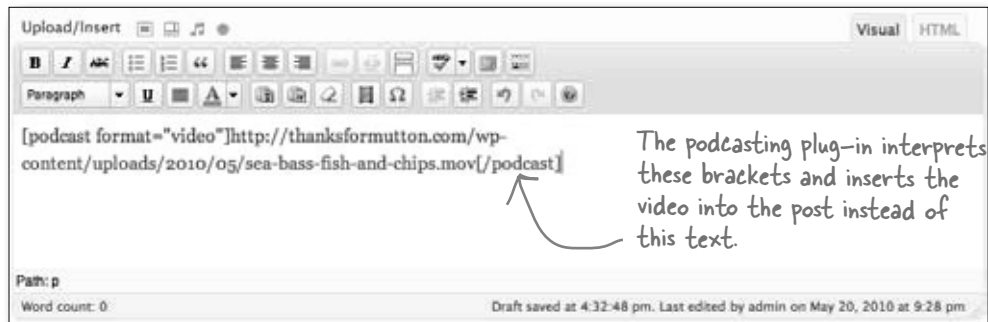 Upload/Insert
Visual HTML
B I ABC
Paragraph U A Ω
[podcast format="video"]http://thanksformutton.com/wp-
content/uploads/2010/05/sea-bass-fish-and-chips.mov[/podcast]
The podcasting plug-in interprets
these brackets and inserts the
video into the post instead of
this text.
Path: p
Word count: 0
Draft saved at 4:32:48 pm. Last edited by admin on May 20, 2010 at 9:28 pm